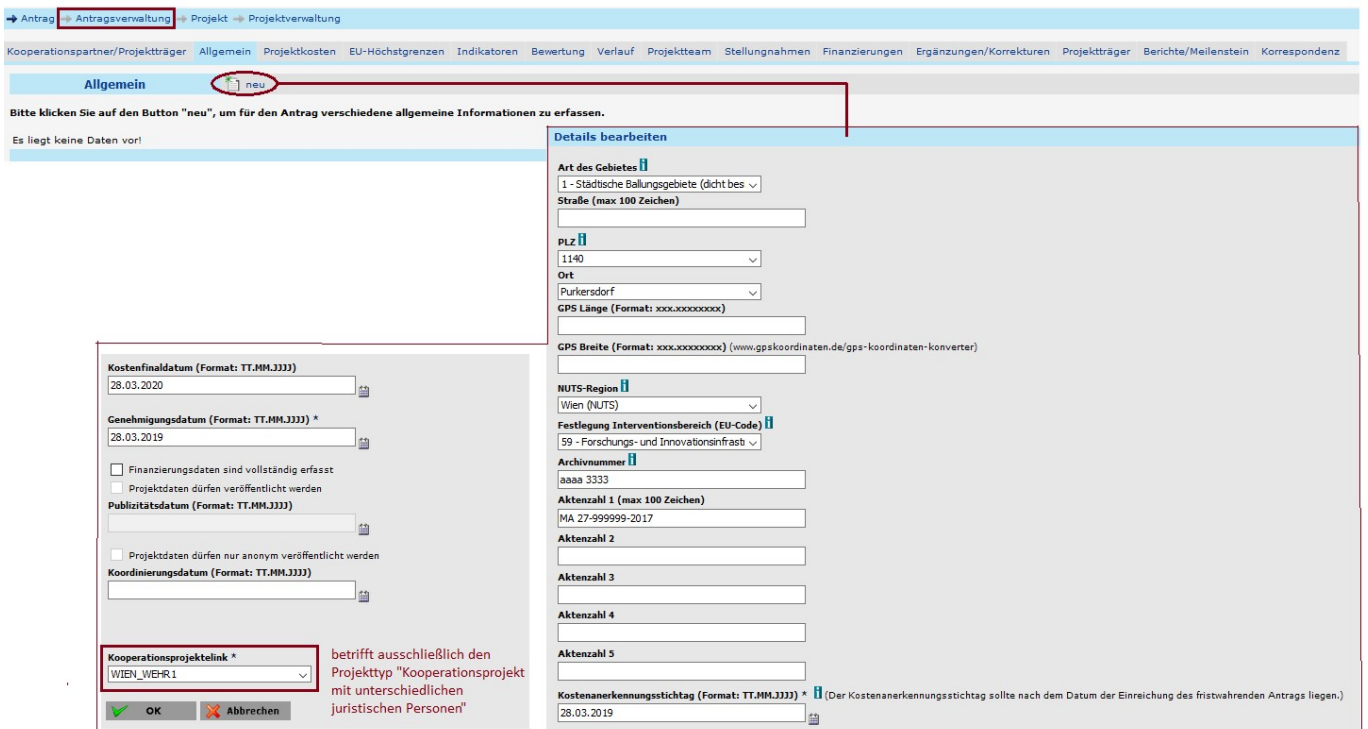 Antrag Antragsverwaltung Projekt Projektverwaltung
Kooperationspartner/Projektträger Allgemein Projektkosten EU-Höchstgrenzen Indikatoren Bewertung Verlauf Projektteam Stellungnahmen Finanzierungen Ergänzungen/Korrekturen Projektträger Berichte/Meilenstein Korrespondenz
Allgemein neu
Bitte klicken Sie auf den Button "neu", um für den Antrag verschiedene allgemeine Informationen zu erfassen.
Es liegt keine Daten vor!
Details bearbeiten
Art des Gebietes
1 - Städtische Ballungsgebiete (dicht bes
Straße (max 100 Zeichen)
PLZ
1140
Ort
Purkersdorf
GPS Länge (Format: xxx.xxxxxxxx)
GPS Breite (Format: xxx.xxxxxxxx) (www.gpskoordinaten.de/gps-koordinaten-konverter)
NUTS-Region
Wien (NUTS)
Festlegung Interventionsbereich (EU-Code)
59 - Forschungs- und Innovationsinfrastr
Archivnummer
aaaa 3333
Aktenzahl 1 (max 100 Zeichen)
MA 27-999999-2017
Aktenzahl 2
Aktenzahl 3
Aktenzahl 4
Aktenzahl 5
Kostenanerkennungsstichtag (Format: TT.MM.JJJJ) * (Der Kostenanerkennungsstichtag sollte nach dem Datum der Einreichung des fristwahrenden Antrags liegen.)
28.03.2019
Kostenfinaldatum (Format: TT.MM.JJJJ)
28.03.2020
Genehmigungsdatum (Format: TT.MM.JJJJ) *
28.03.2019
Finanzierungsdaten sind vollständig erfasst
Projektdaten dürfen veröffentlicht werden
Publizitätsdatum (Format: TT.MM.JJJJ)
Projektdaten dürfen nur anonym veröffentlicht werden
Koordinierungsdatum (Format: TT.MM.JJJJ)
Kooperationsprojektelink *
WIEN_WEHR1
OK Abbrechen
betrifft ausschließlich den
Projekttyp "Kooperationsprojekt
mit unterschiedlichen
juristischen Personen"